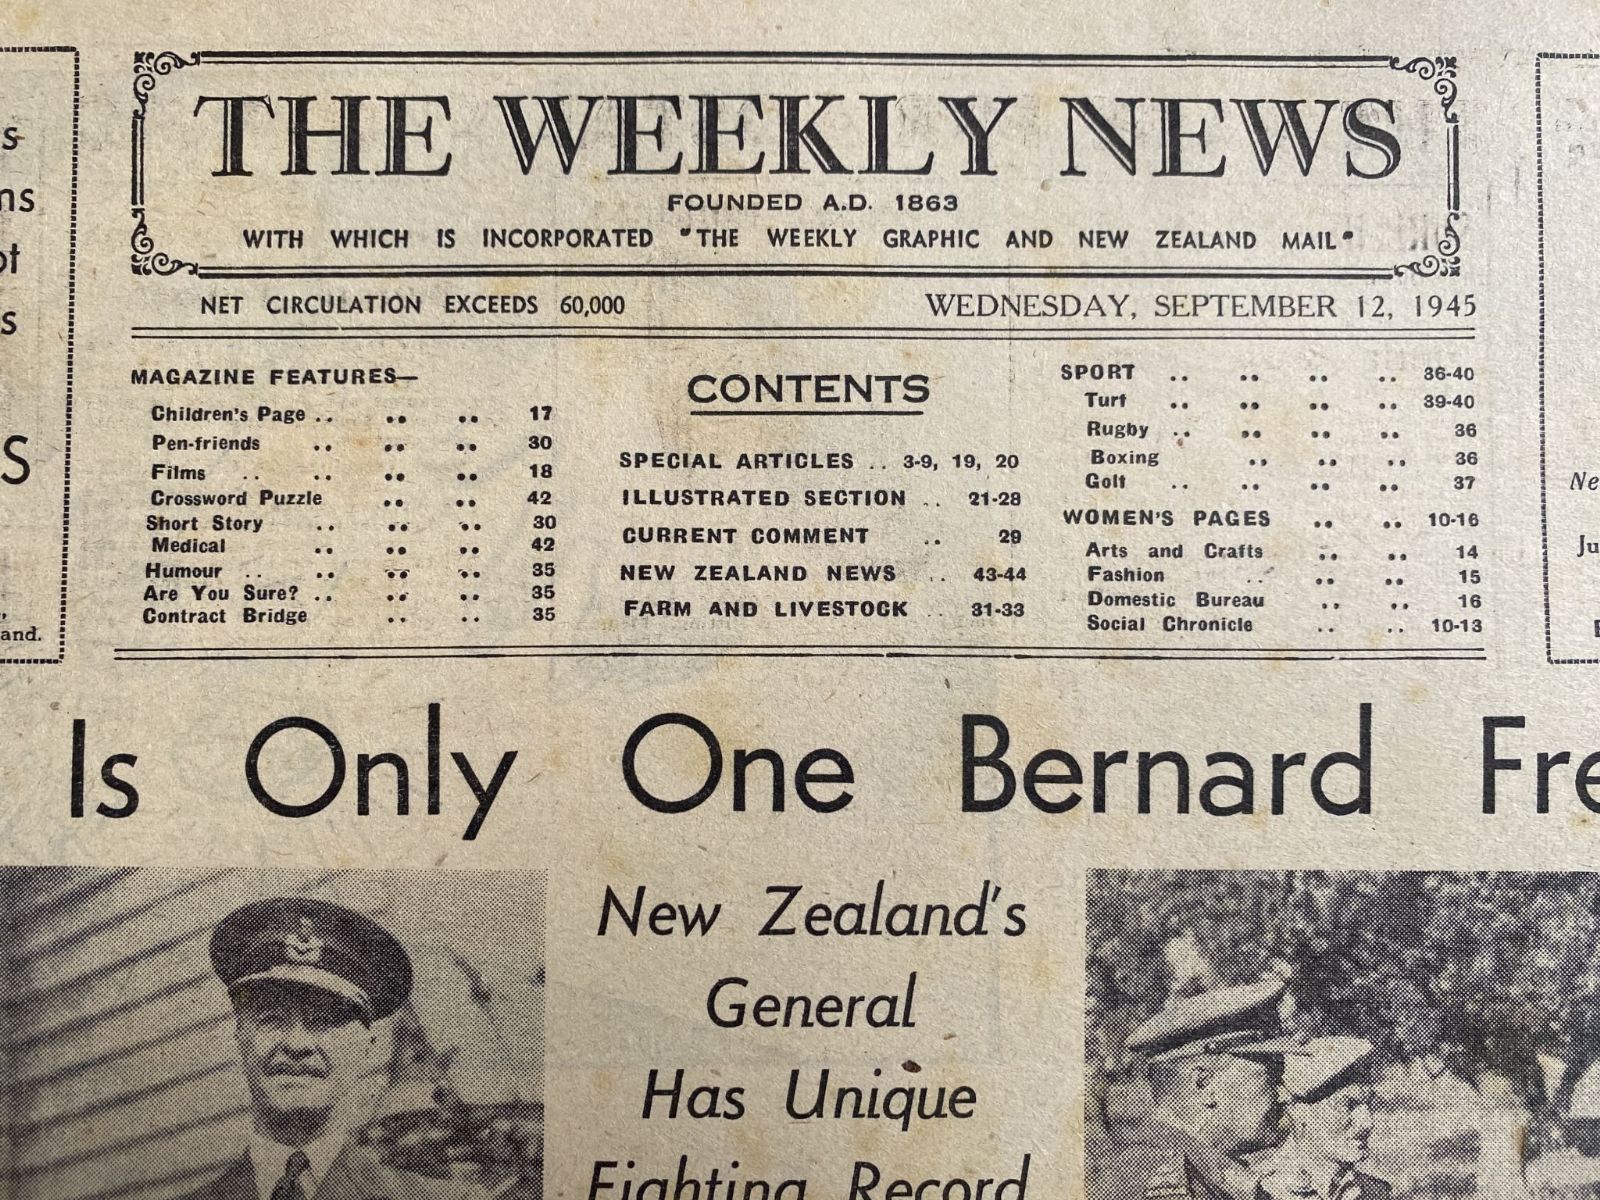 THE WEEKLY NEWS
FOUNDED A.D. 1863
WITH WHICH IS INCORPORATED "THE WEEKLY GRAPHIC AND NEW ZEALAND MAIL"
NET CIRCULATION EXCEEDS 60,000
WEDNESDAY, SEPTEMBER 12, 1945
MAGAZINE FEATURES—
Children's Page .. .. .. 17
Pen-friends .. .. .. 30
Films .. .. .. .. 18
Crossword Puzzle .. .. 42
Short Story .. .. .. 30
Medical .. .. .. 42
Humour .. .. .. .. 35
Are You Sure? .. .. .. 35
Contract Bridge .. .. 35
CONTENTS
SPECIAL ARTICLES .. 3-9, 19, 20
ILLUSTRATED SECTION .. 21-28
CURRENT COMMENT .. 29
NEW ZEALAND NEWS .. 43-44
FARM AND LIVESTOCK .. 31-33
SPORT .. .. .. .. 36-40
Turf .. .. .. .. 39-40
Rugby .. .. .. .. 36
Boxing .. .. .. 36
Golf .. .. .. .. 37
WOMEN'S PAGES .. .. 10-16
Arts and Crafts .. .. 14
Fashion .. .. .. 15
Domestic Bureau .. .. 16
Social Chronicle .. .. 10-13
Is Only One Bernard Fre
New Zealand's
General
Has Unique
Fighting Record